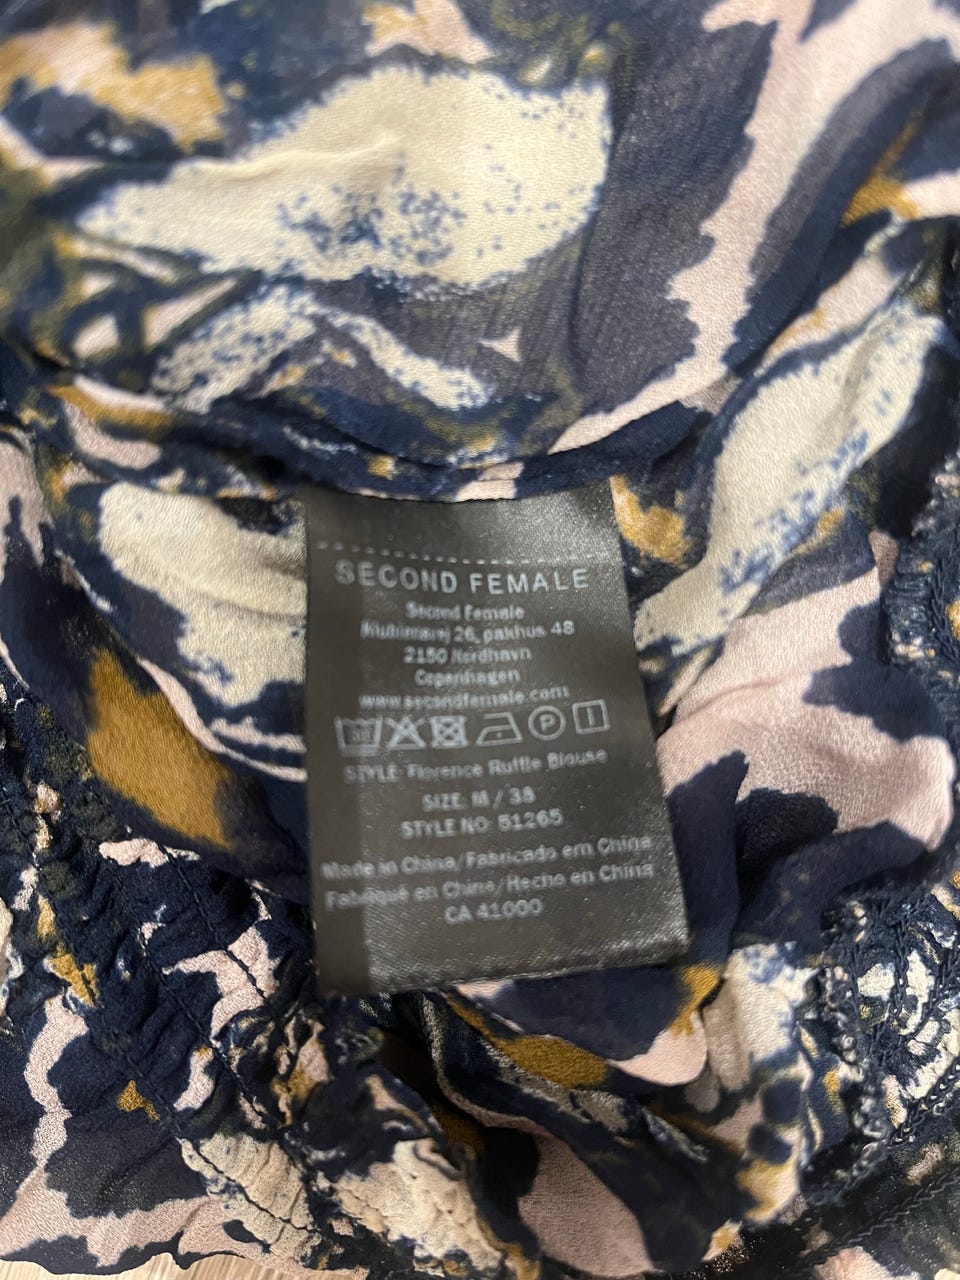 SECOND FEMALE
Second Female
26, pakhus 48
2150 Nordhavn
Copenhagen
www.secondfemale.com
30 P
STYLE: Florence Ruffle Blouse
SIZE: M / 38
STYLE NO: 51265
Made in China/Fabricado em China
Fabriqué en Chine/Hecho en China
CA 41000